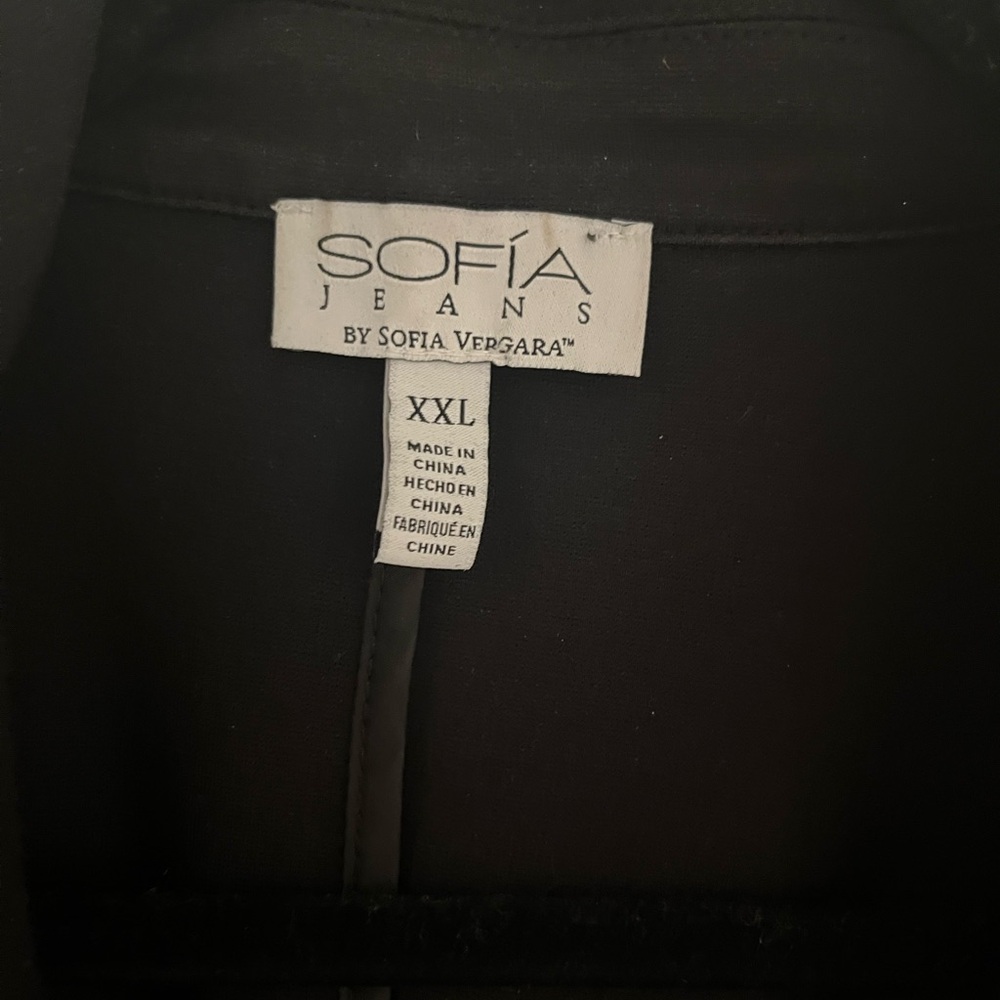 SOFÍA
JEANS
BY SOFIA VERGARA™
XXL
MADE IN
CHINA
HECHO EN
CHINA
FABRIQUÉ EN
CHINE